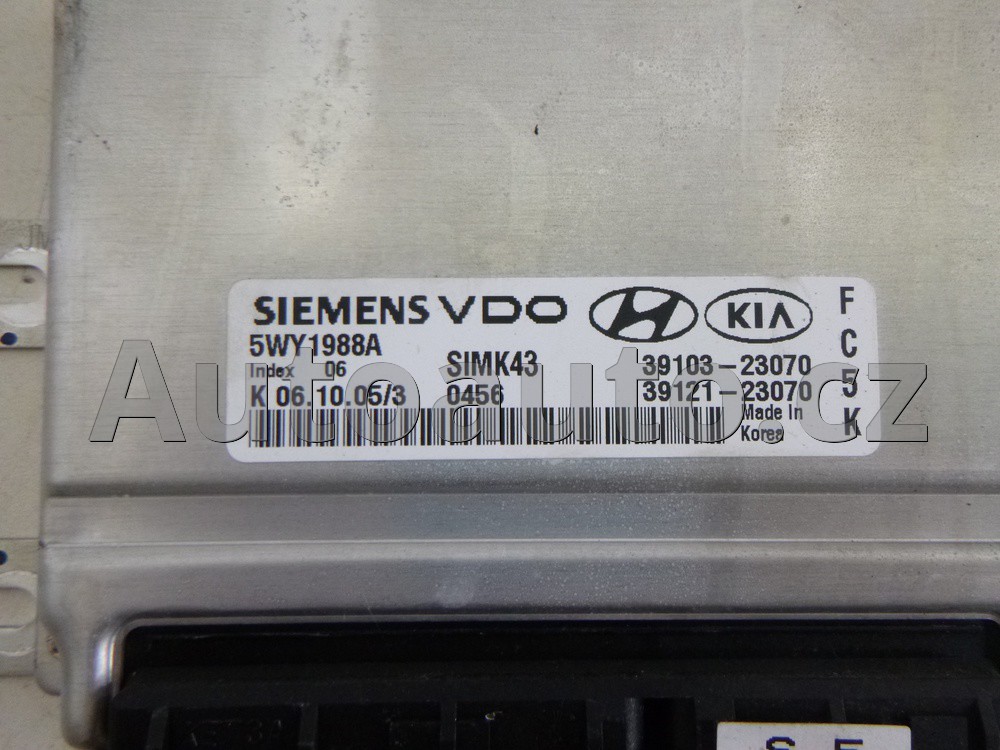 SIEMENS VDO KIA
5WY1988A
Index 06 SIMK43 39103-23070
K 06.10.05/3 0456 39121-23070
Made In
Korea
F
C
5
K
Autoauto.cz